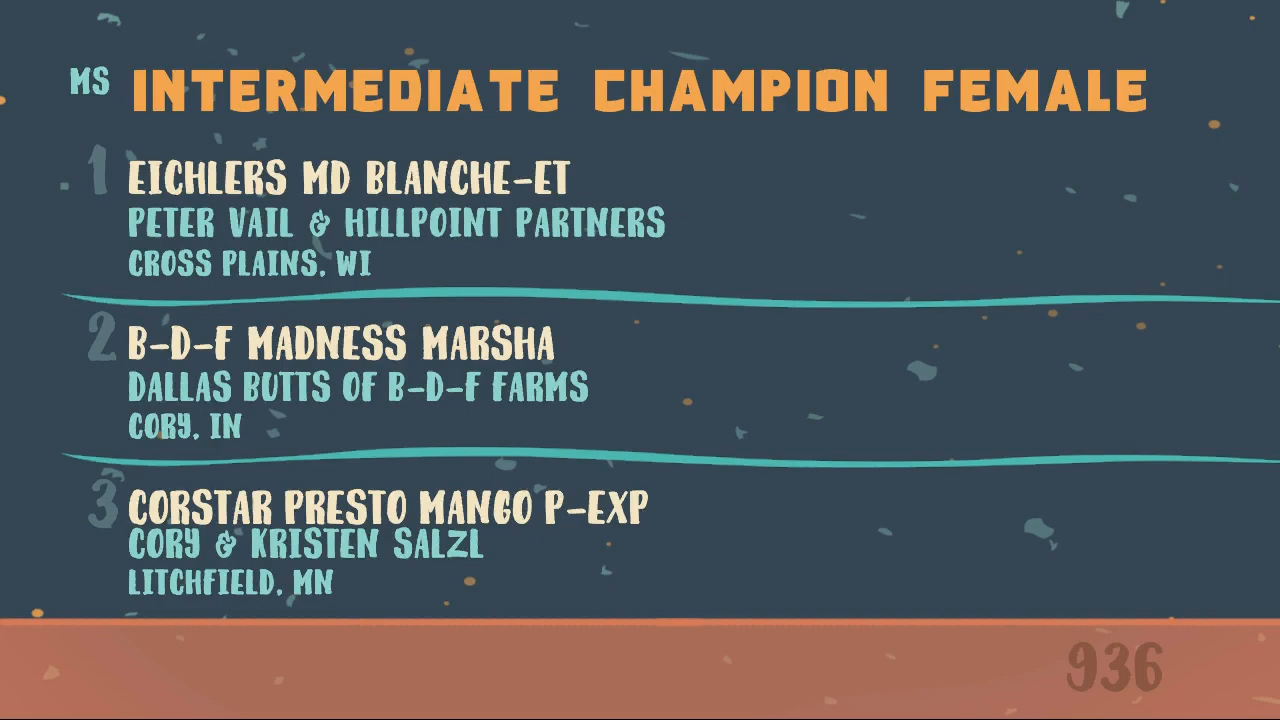 MS INTERMEDIATE CHAMPION FEMALE
1 EICHLERS MD BLANCHE-ET
PETER VAIL & HILLPOINT PARTNERS
CROSS PLAINS, WI
2 B-D-F MADNESS MARSHA
DALLAS BUTTS OF B-D-F FARMS
CORY, IN
3 CORSTAR PRESTO MANGO P-EXP
CORY & KRISTEN SALZL
LITCHFIELD, MN
936